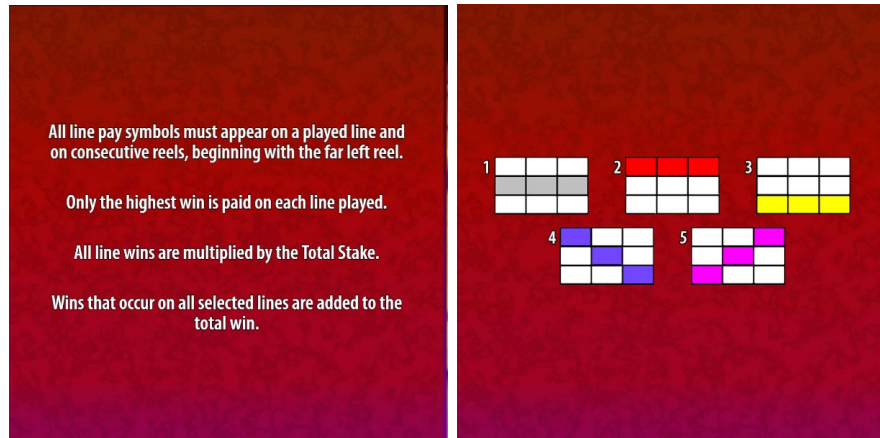 All line pay symbols must appear on a played line and
on consecutive reels, beginning with the far left reel.
Only the highest win is paid on each line played.
All line wins are multiplied by the Total Stake.
Wins that occur on all selected lines are added to the
total win.
1 2 3
4 5